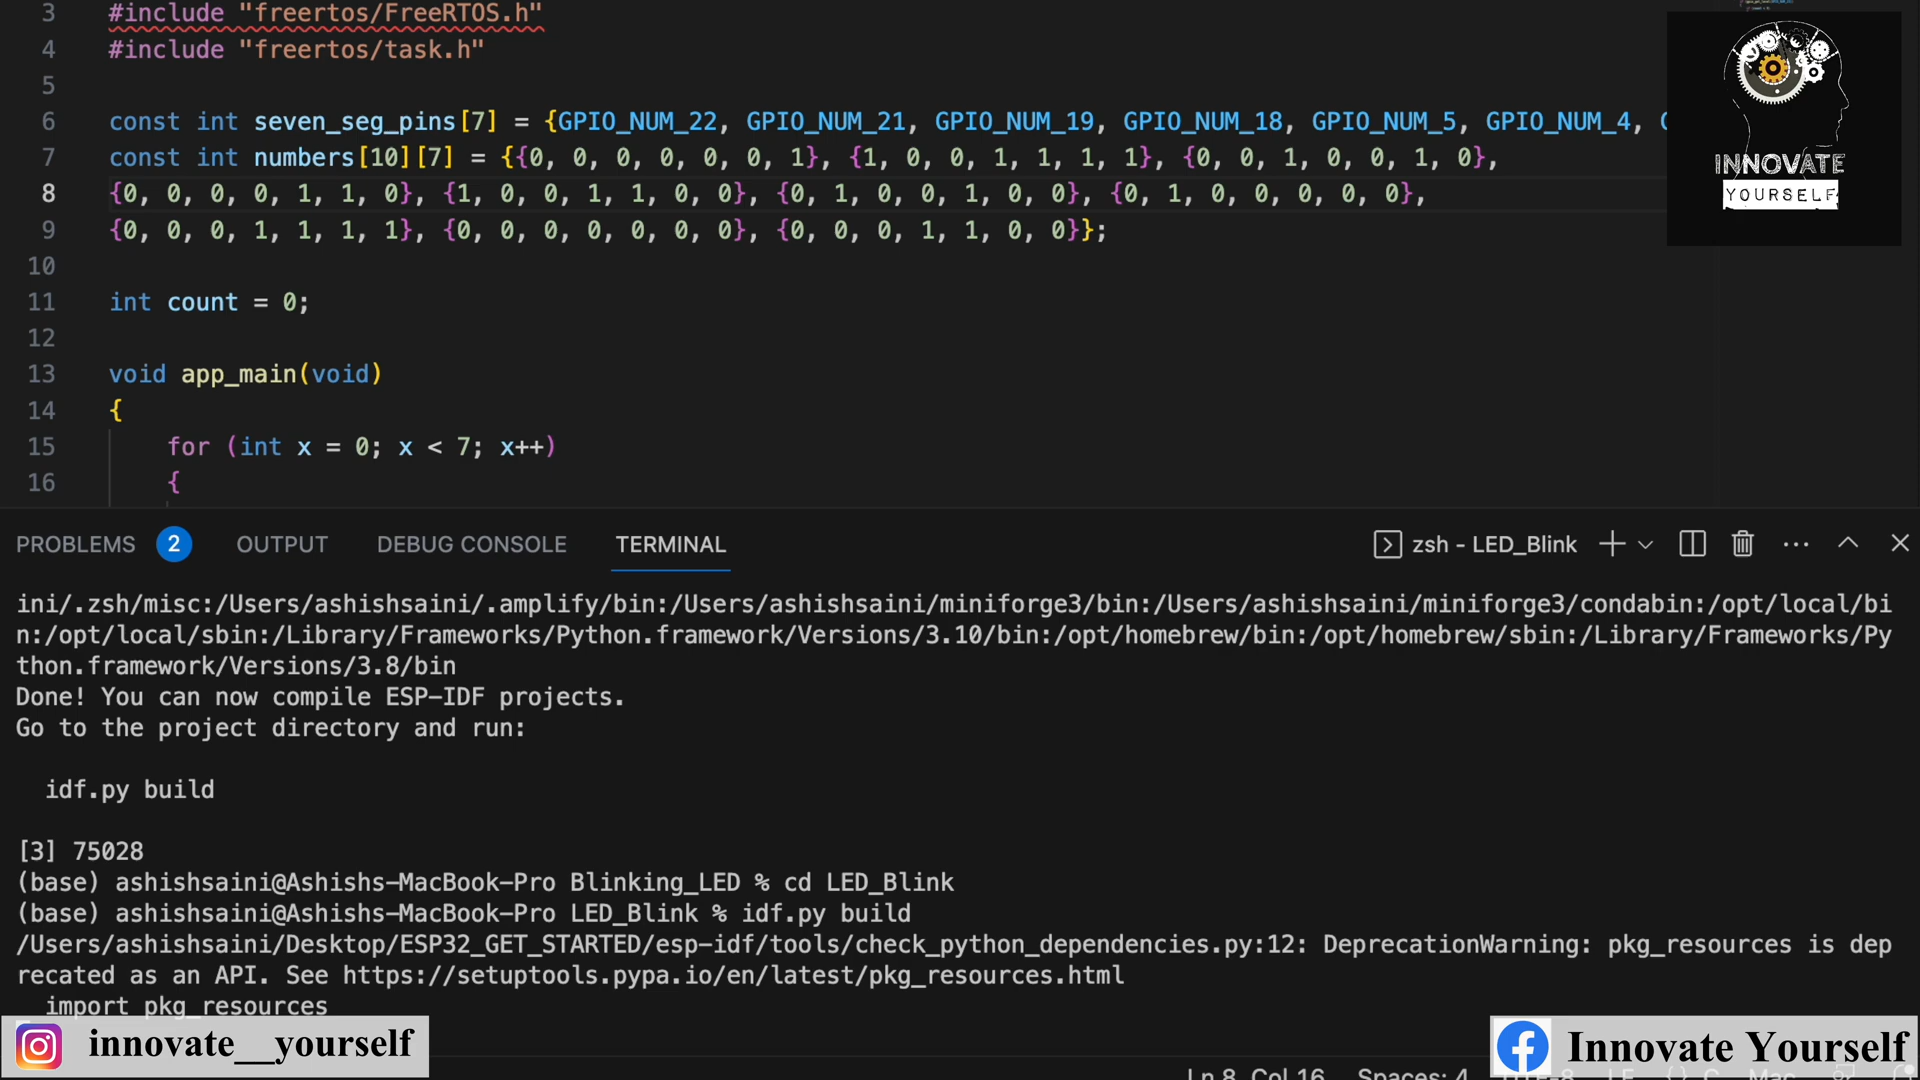 3 #include "freertos/FreeRTOS.h"
4 #include "freertos/task.h"
5
6 const int seven_seg_pins[7] = {GPIO_NUM_22, GPIO_NUM_21, GPIO_NUM_19, GPIO_NUM_18, GPIO_NUM_5, GPIO_NUM_4,
7 const int numbers[10][7] = {{0, 0, 0, 0, 0, 0, 1}, {1, 0, 0, 1, 1, 1, 1}, {0, 0, 1, 0, 0, 1, 0},
8 {0, 0, 0, 0, 1, 1, 0}, {1, 0, 0, 1, 1, 0, 0}, {0, 1, 0, 0, 1, 0, 0}, {0, 1, 0, 0, 0, 0, 0},
9 {0, 0, 0, 1, 1, 1, 1}, {0, 0, 0, 0, 0, 0, 0}, {0, 0, 0, 1, 1, 0, 0}};
10
11 int count = 0;
12
13 void app_main(void)
14 {
15 for (int x = 0; x < 7; x++)
16 {
INNOVATE
YOURSELF
PROBLEMS 2 OUTPUT DEBUG CONSOLE TERMINAL zsh - LED_Blink
ini/.zsh/misc:/Users/ashishsaini/.amplify/bin:/Users/ashishsaini/miniforge3/bin:/Users/ashishsaini/miniforge3/condabin:/opt/local/bi
n:/opt/local/sbin:/Library/Frameworks/Python.framework/Versions/3.10/bin:/opt/homebrew/bin:/opt/homebrew/sbin:/Library/Frameworks/Py
thon.framework/Versions/3.8/bin
Done! You can now compile ESP-IDF projects.
Go to the project directory and run:
idf.py build
[3] 75028
(base) ashishsaini@Ashishs-MacBook-Pro Blinking_LED % cd LED_Blink
(base) ashishsaini@Ashishs-MacBook-Pro LED_Blink % idf.py build
/Users/ashishsaini/Desktop/ESP32_GET_STARTED/esp-idf/tools/check_python_dependencies.py:12: DeprecationWarning: pkg_resources is dep
recated as an API. See https://setuptools.pypa.io/en/latest/pkg_resources.html
import pkg_resources
innovate__yourself
Innovate Yourself
Ln 8, Col 16 Spaces: 4